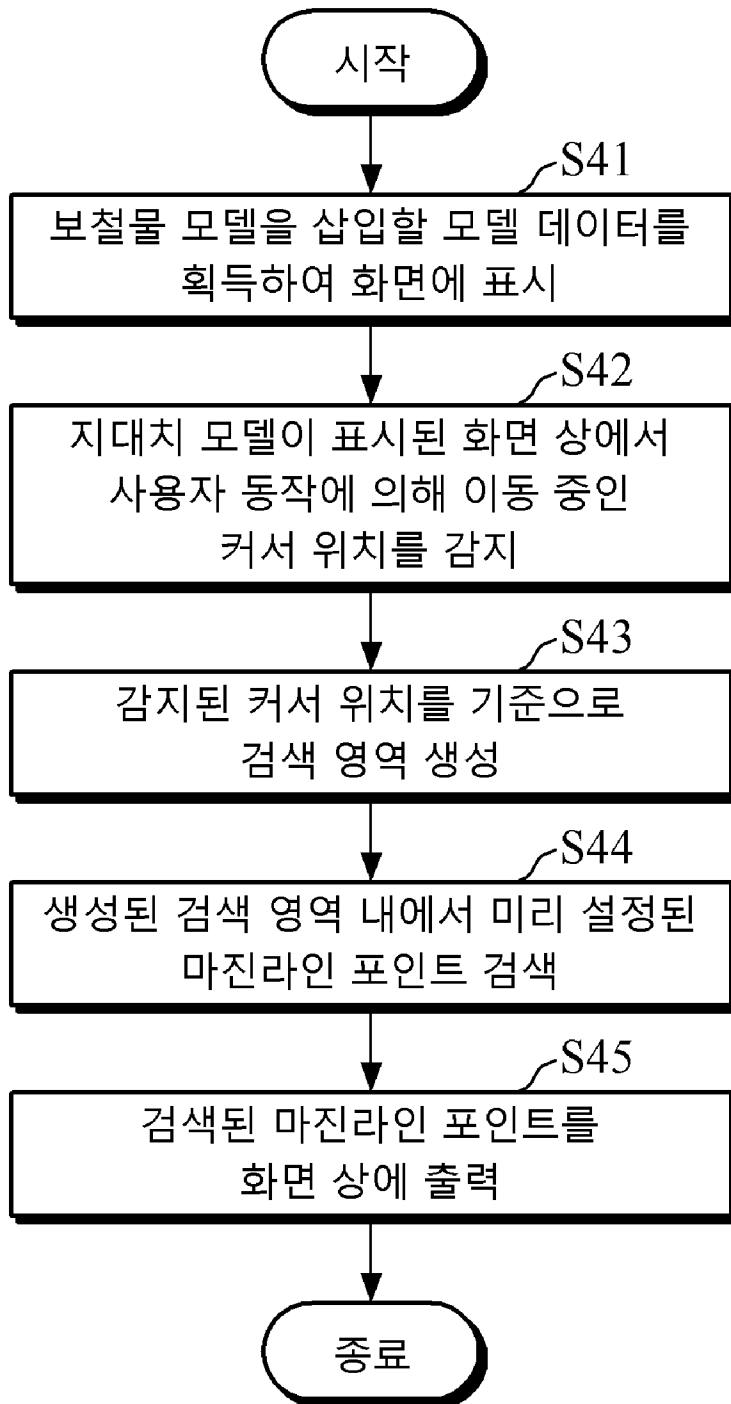 시작
S41
보철물 모델을 삽입할 모델 데이터를
획득하여 화면에 표시
S42
지대치 모델이 표시된 화면 상에서
사용자 동작에 의해 이동 중인
커서 위치를 감지
S43
감지된 커서 위치를 기준으로
검색 영역 생성
S44
생성된 검색 영역 내에서 미리 설정된
마진라인 포인트 검색
S45
검색된 마진라인 포인트를
화면 상에 출력
종료